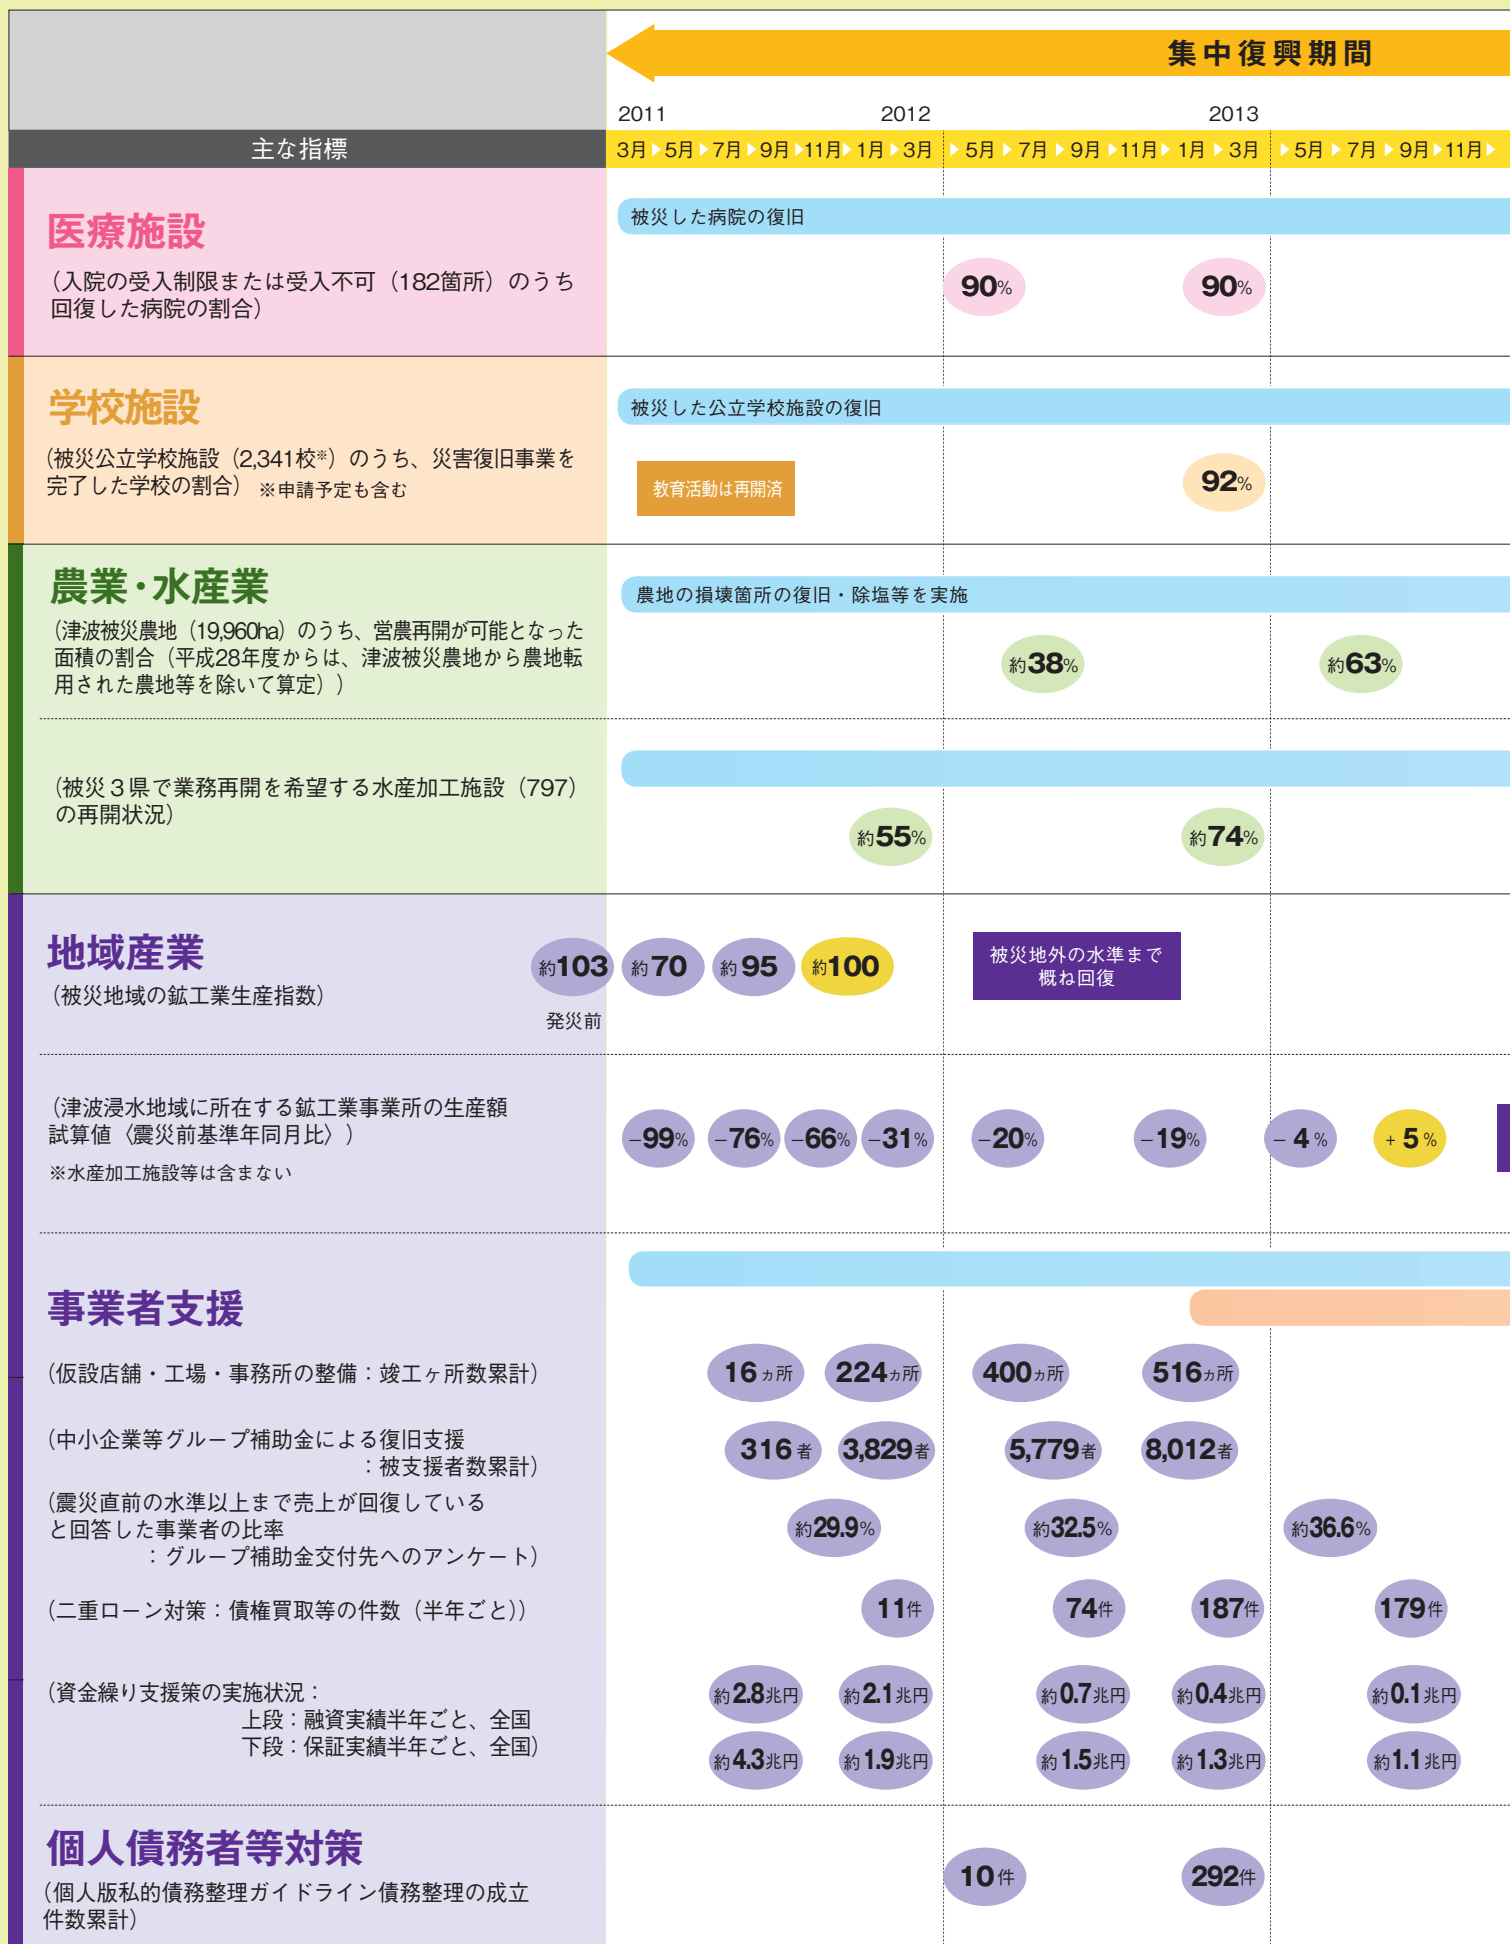 集中復興期間
2011 2012 2013
主な指標
3月 5月 7月 9月 11月 1月 3月 5月 7月 9月 11月 1月 3月 5月 7月 9月 11月
医療施設
（入院の受入制限または受入不可（182箇所）のうち
回復した病院の割合）
被災した病院の復旧
90% 90%
学校施設
（被災公立学校施設（2,341校※）のうち、災害復旧事業を
完了した学校の割合） ※申請予定も含む
被災した公立学校施設の復旧
教育活動は再開済
92%
農業・水産業
（津波被災農地（19,960ha）のうち、営農再開が可能となった
面積の割合（平成28年度からは、津波被災農地から農地転
用された農地等を除いて算定））
農地の損壊箇所の復旧・除塩等を実施
約38% 約63%
（被災３県で業務再開を希望する水産加工施設（797）
の再開状況）
約55% 約74%
地域産業
（被災地域の鉱工業生産指数）
約103 約70 約95 約100
発災前
被災地外の水準まで
概ね回復
（津波浸水地域に所在する鉱工業事業所の生産額
試算値〈震災前基準年同月比〉）
※水産加工施設等は含まない
−99% −76% −66% −31% −20% −19% −4% +5%
事業者支援
（仮設店舗・工場・事務所の整備：竣工ヶ所数累計）
16ヵ所 224ヵ所 400ヵ所 516ヵ所
（中小企業等グループ補助金による復旧支援
：被支援者数累計）
316者 3,829者 5,779者 8,012者
（震災直前の水準以上まで売上が回復している
と回答した事業者の比率
：グループ補助金交付先へのアンケート）
約29.9% 約32.5% 約36.6%
（二重ローン対策：債権買取等の件数（半年ごと））
11件 74件 187件 179件
（資金繰り支援策の実施状況：
上段：融資実績半年ごと、全国
下段：保証実績半年ごと、全国）
約2.8兆円 約2.1兆円 約0.7兆円 約0.4兆円 約0.1兆円
約4.3兆円 約1.9兆円 約1.5兆円 約1.3兆円 約1.1兆円
個人債務者等対策
（個人版私的債務整理ガイドライン債務整理の成立
件数累計）
10件 292件